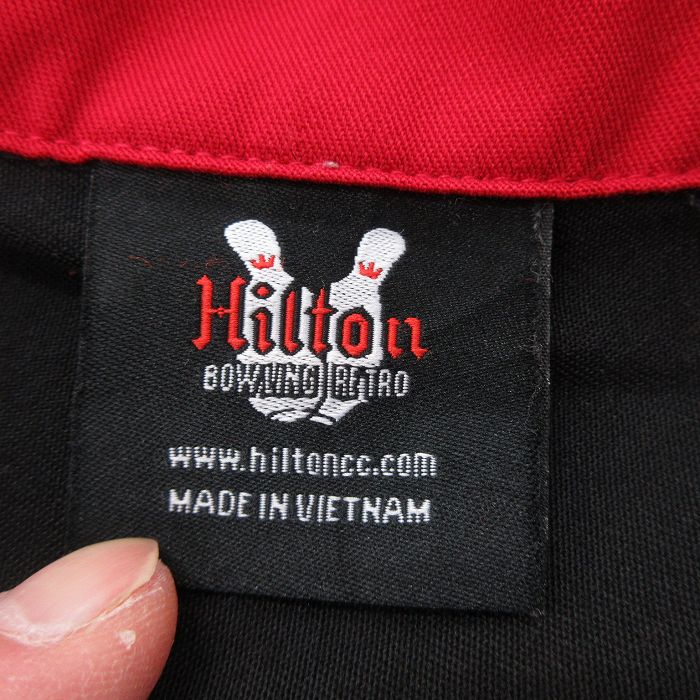 Hilton
BOWLING RETRO
www.hiltoncc.com
MADE IN VIETNAM